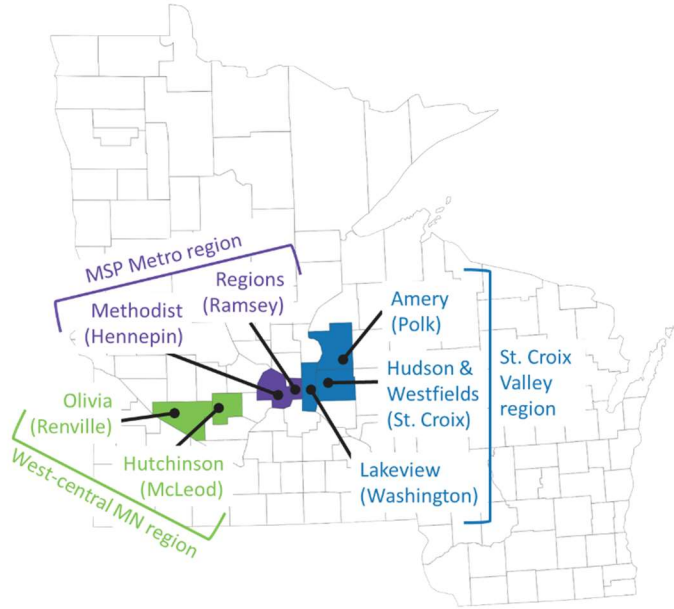 MSP Metro region
Regions
(Ramsey)
Methodist
(Hennepin)
Amery
(Polk)
Hudson &
Westfields
(St. Croix)
St. Croix
Valley
region
Olivia
(Renville)
Hutchinson
(McLeod)
Lakeview
(Washington)
West-central MN region